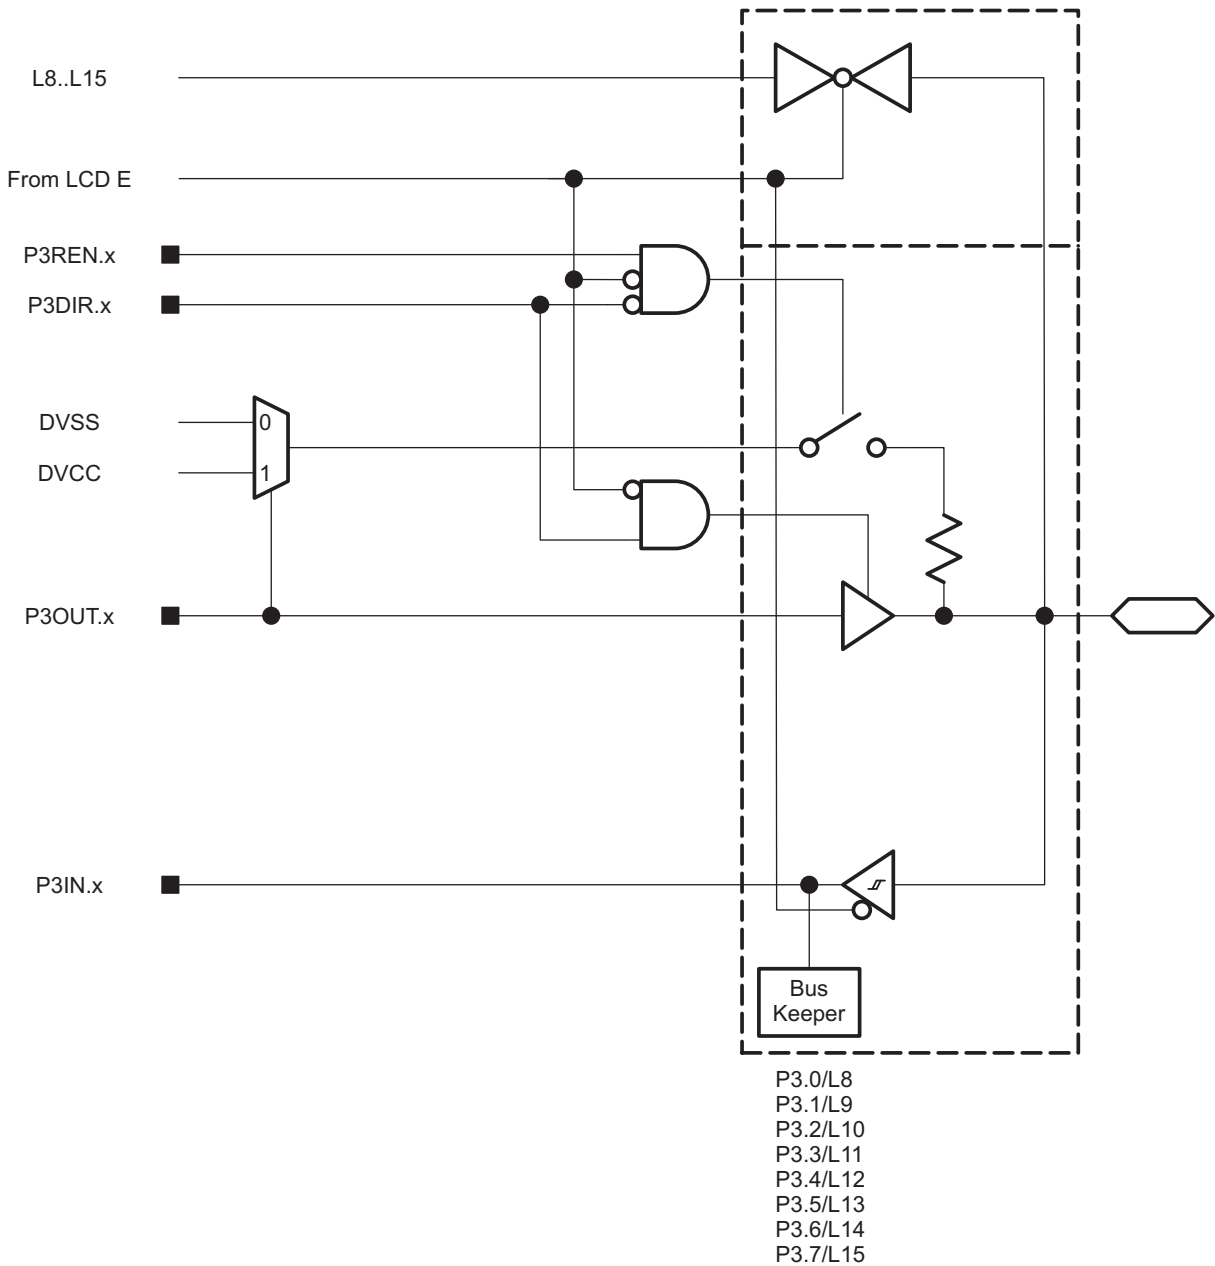 L8..L15
From LCD E
P3REN.x
P3DIR.x
DVSS
0
DVCC
1
P3OUT.x
P3IN.x
Bus
Keeper
P3.0/L8
P3.1/L9
P3.2/L10
P3.3/L11
P3.4/L12
P3.5/L13
P3.6/L14
P3.7/L15